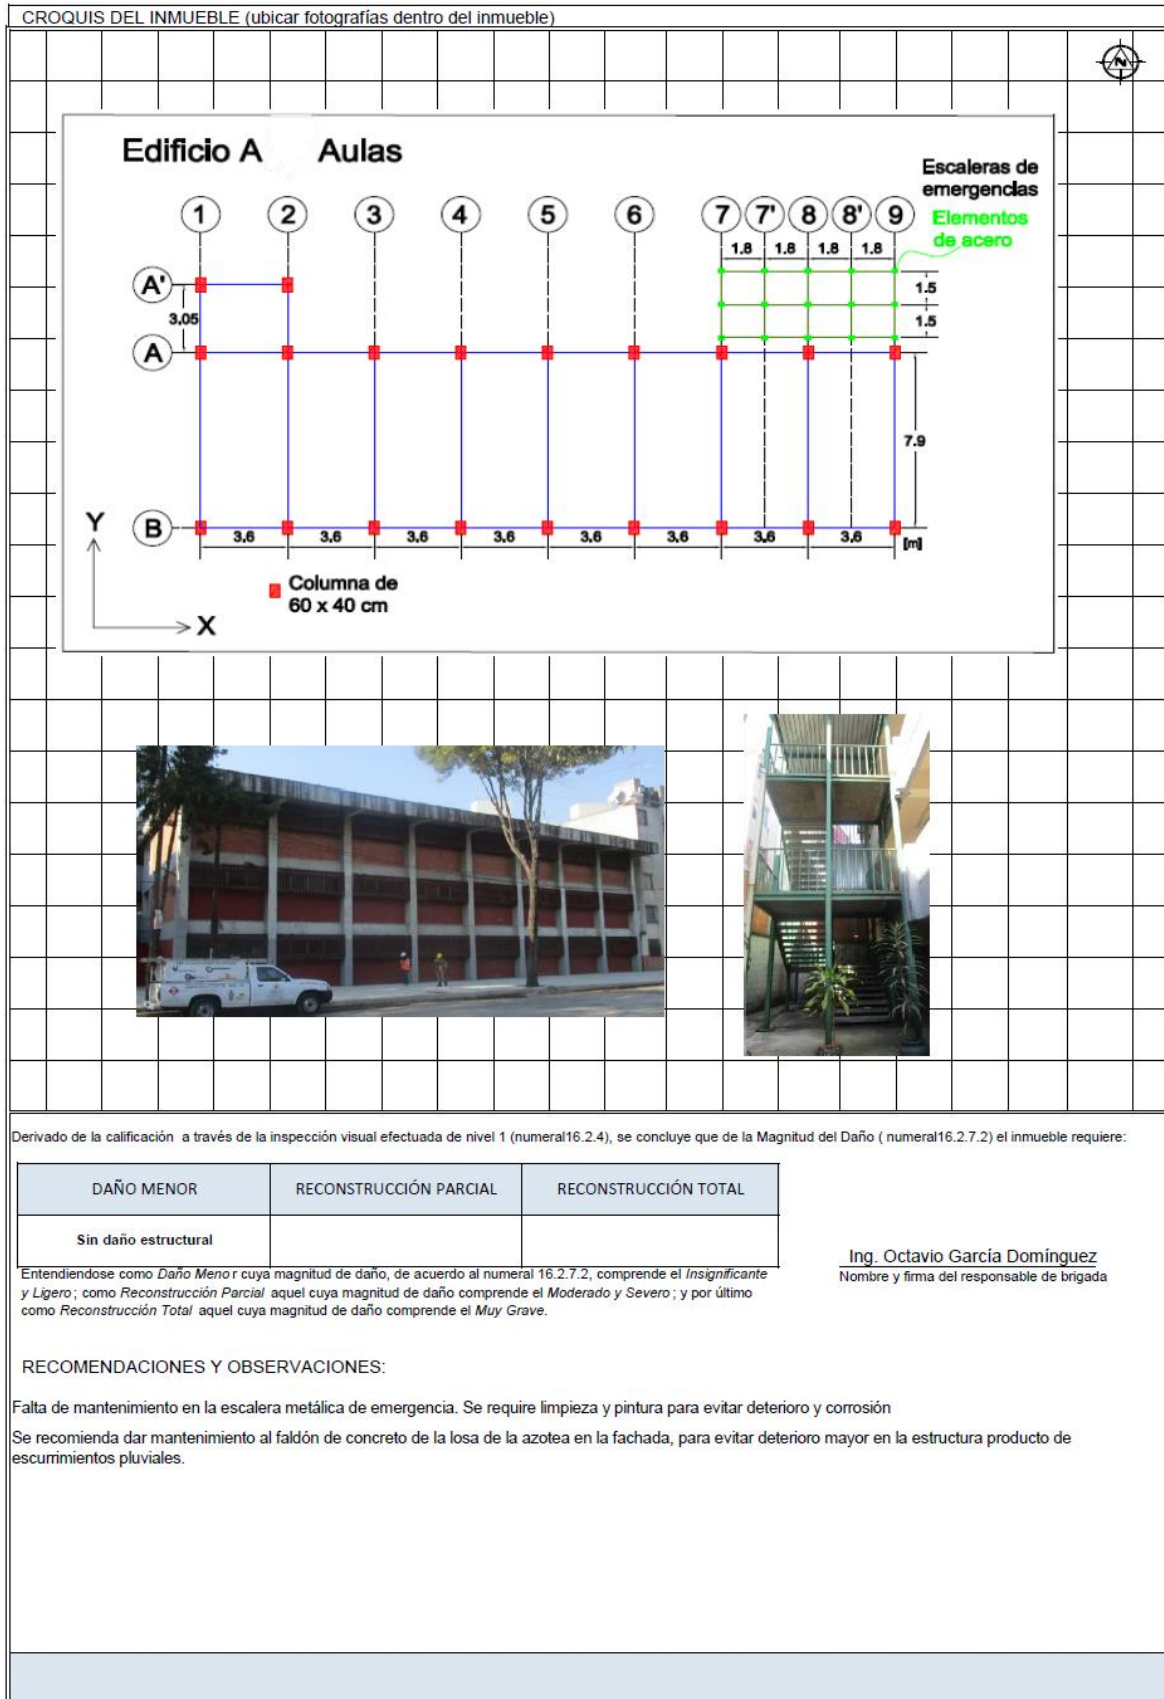 CROQUIS DEL INMUEBLE (ubicar fotografías dentro del inmueble)
N
Edificio A Aulas
Escaleras de
emergencias
Elementos
de acero
1 2 3 4 5 6 7 7' 8 8' 9
1.8 1.8 1.8 1.8
A'
1.5
3.05
1.5
A
7.9
Y
B
3.6 3.6 3.6 3.6 3.6 3.6 3.6 3.6 [m]
Columna de
60 x 40 cm
X
Derivado de la calificación a través de la inspección visual efectuada de nivel 1 (numeral16.2.4), se concluye que de la Magnitud del Daño ( numeral16.2.7.2) el inmueble requiere:
DAÑO MENOR RECONSTRUCCIÓN PARCIAL RECONSTRUCCIÓN TOTAL
Sin daño estructural
Ing. Octavio García Domínguez
Nombre y firma del responsable de brigada
Entendiendose como Daño Menor cuya magnitud de daño, de acuerdo al numeral 16.2.7.2, comprende el Insignificante
y Ligero; como Reconstrucción Parcial aquel cuya magnitud de daño comprende el Moderado y Severo; y por último
como Reconstrucción Total aquel cuya magnitud de daño comprende el Muy Grave.
RECOMENDACIONES Y OBSERVACIONES:
Falta de mantenimiento en la escalera metálica de emergencia. Se require limpieza y pintura para evitar deterioro y corrosión
Se recomienda dar mantenimiento al faldón de concreto de la losa de la azotea en la fachada, para evitar deterioro mayor en la estructura producto de
escurrimientos pluviales.